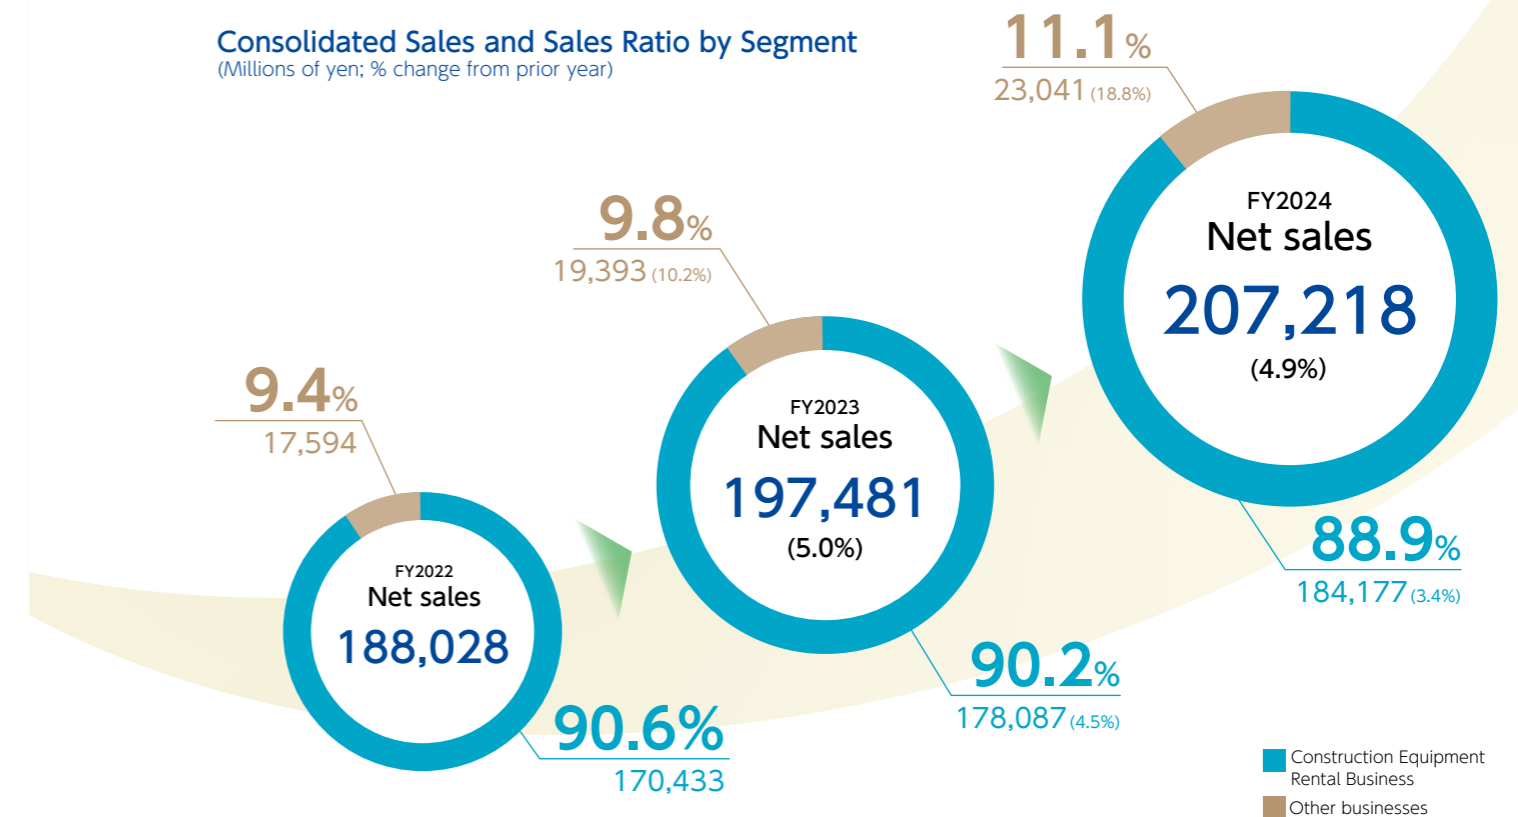 Consolidated Sales and Sales Ratio by Segment
(Millions of yen; % change from prior year)
9.4%
17,594
FY2022
Net sales
188,028
90.6%
170,433
9.8%
19,393 (10.2%)
FY2023
Net sales
197,481
(5.0%)
90.2%
178,087 (4.5%)
11.1%
23,041 (18.8%)
FY2024
Net sales
207,218
(4.9%)
88.9%
184,177 (3.4%)
Construction Equipment
Rental Business
Other businesses